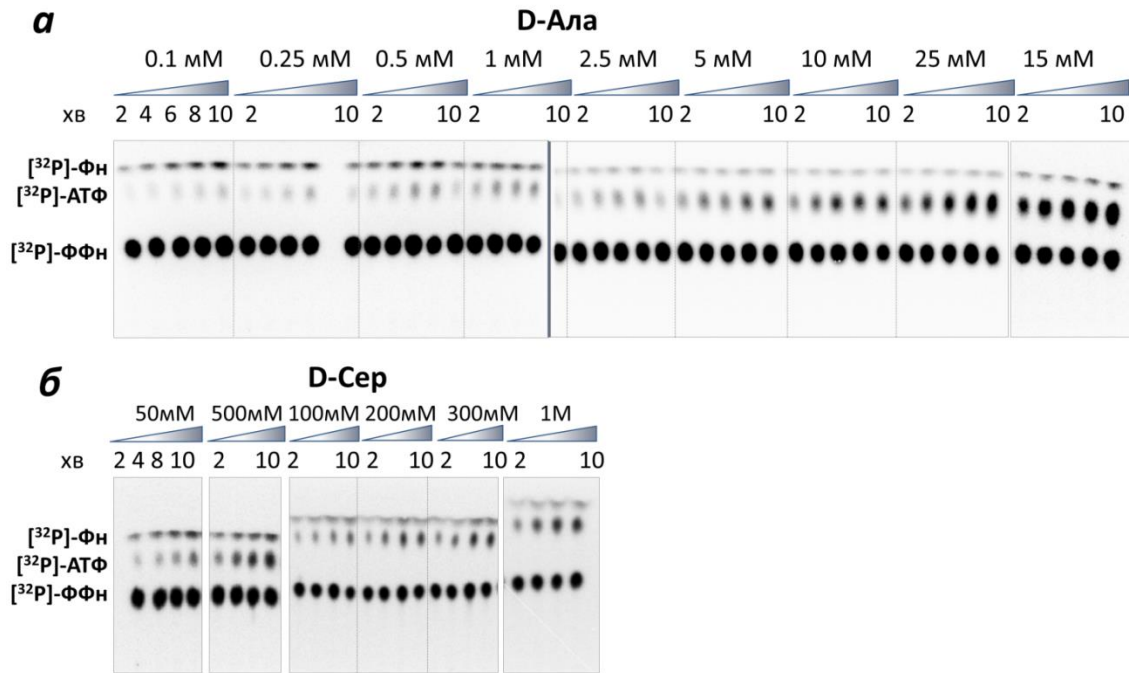 а
D-Ала
0.1 мМ 0.25 мМ 0.5 мМ 1 мМ 2.5 мМ 5 мМ 10 мМ 25 мМ 15 мМ
хв 2 4 6 8 10 2 10 2 10 2 10 2 10 2 10 2 10 2 10 2 10
[³²P]-Фн
[³²P]-АТФ
[³²P]-ФФн
б
D-Сер
50мМ 500мМ 100мМ 200мМ 300мМ 1М
хв 2 4 8 10 2 10 2 10 2 10 2 10 2 10
[³²P]-Фн
[³²P]-АТФ
[³²P]-ФФн